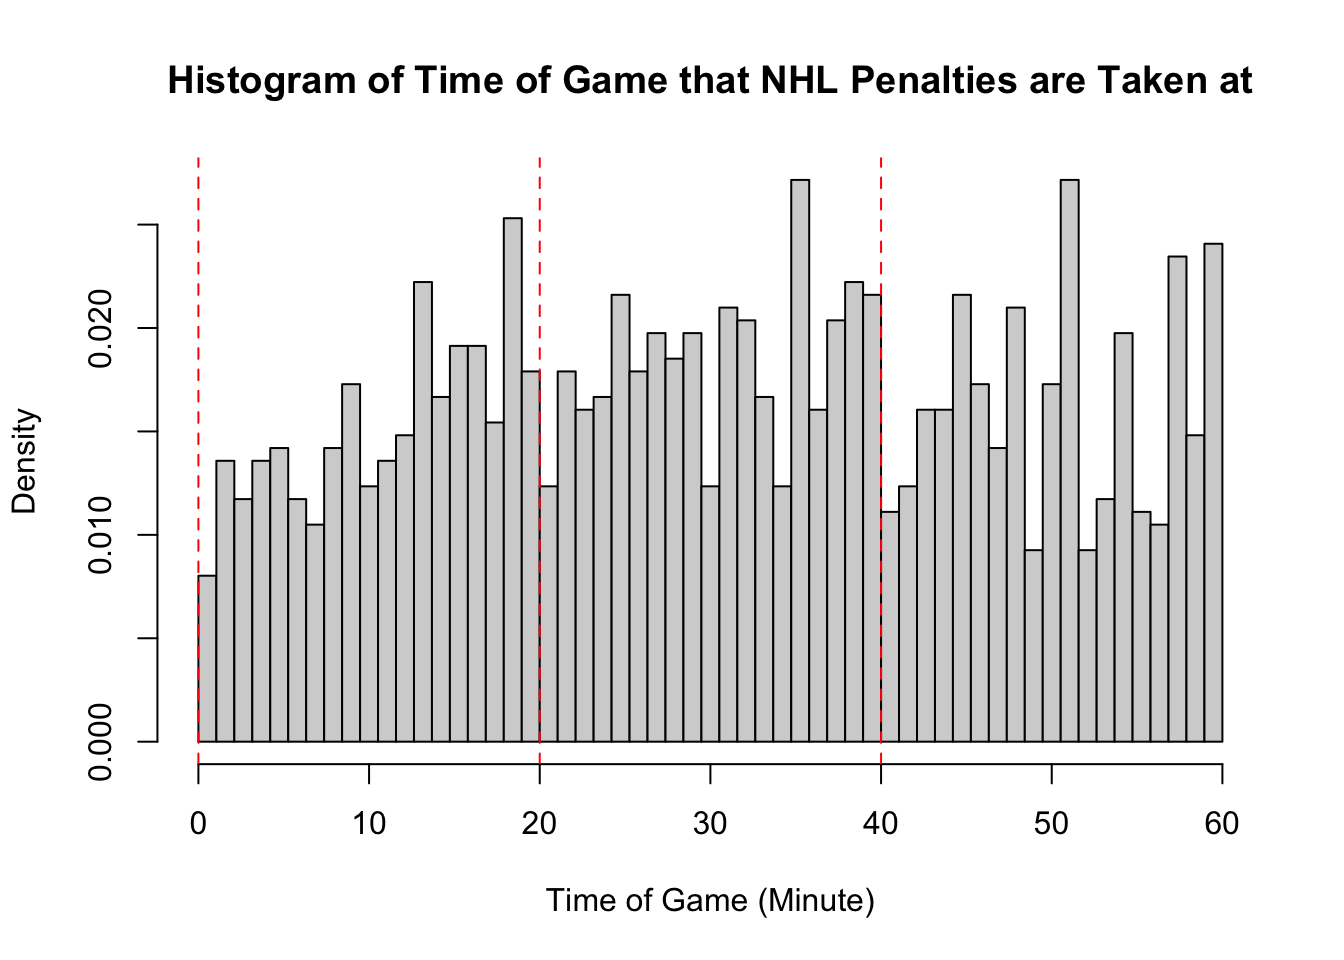 Histogram of Time of Game that NHL Penalties are Taken at
Density
0.020
0.010
0.000
0 10 20 30 40 50 60
Time of Game (Minute)